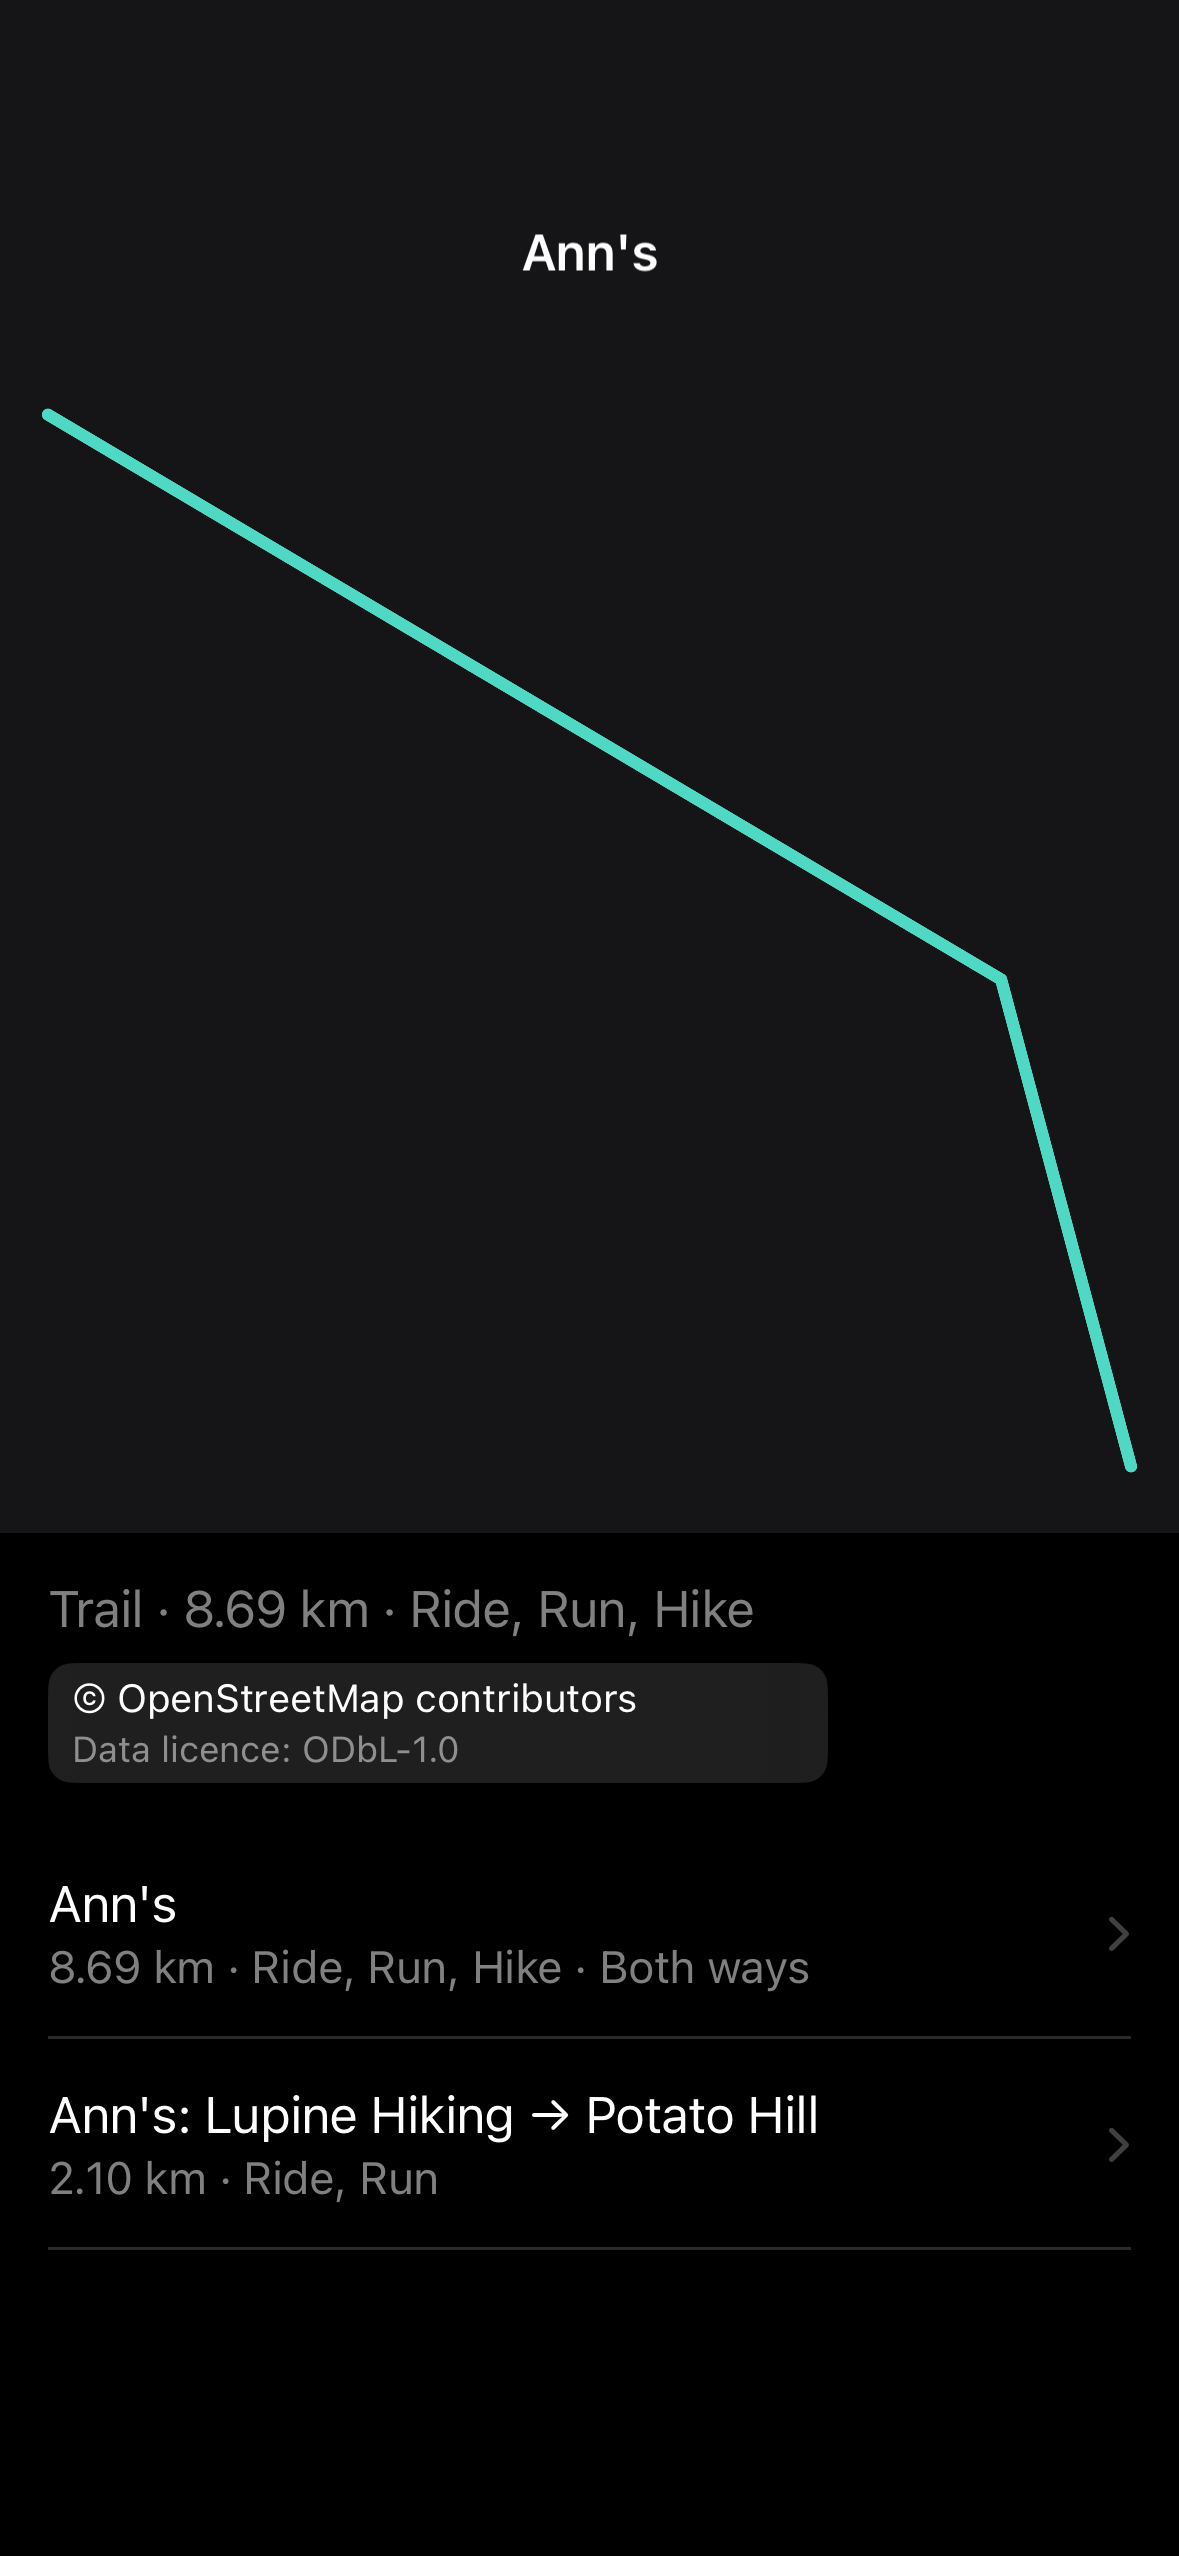 Ann's
Trail · 8.69 km · Ride, Run, Hike
© OpenStreetMap contributors
Data licence: ODbL-1.0
Ann's
8.69 km · Ride, Run, Hike · Both ways
Ann's: Lupine Hiking → Potato Hill
2.10 km · Ride, Run